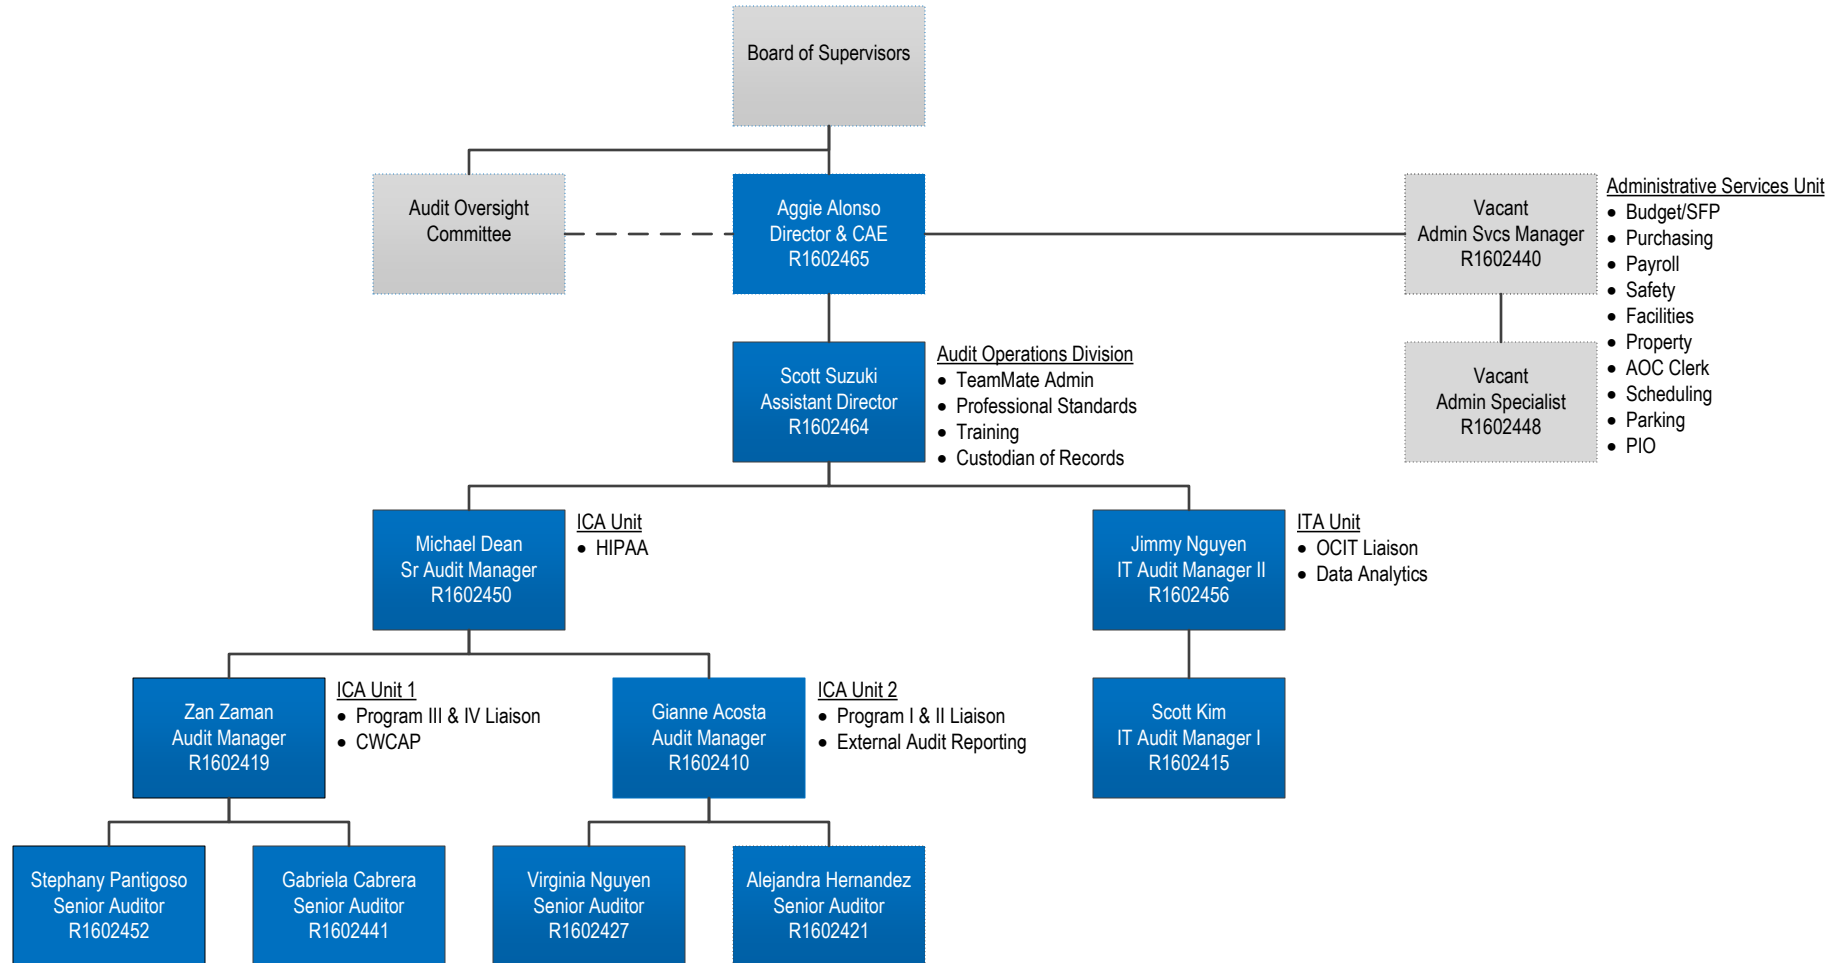 Board of Supervisors
Audit Oversight
Committee
Aggie Alonso
Director & CAE
R1602465
Vacant
Admin Svcs Manager
R1602440
Administrative Services Unit
• Budget/SFP
• Purchasing
• Payroll
• Safety
• Facilities
• Property
• AOC Clerk
• Scheduling
• Parking
• PIO
Scott Suzuki
Assistant Director
R1602464
Audit Operations Division
• TeamMate Admin
• Professional Standards
• Training
• Custodian of Records
Vacant
Admin Specialist
R1602448
Michael Dean
Sr Audit Manager
R1602450
ICA Unit
• HIPAA
Jimmy Nguyen
IT Audit Manager II
R1602456
ITA Unit
• OCIT Liaison
• Data Analytics
Zan Zaman
Audit Manager
R1602419
ICA Unit 1
• Program III & IV Liaison
• CWCAP
Gianne Acosta
Audit Manager
R1602410
ICA Unit 2
• Program I & II Liaison
• External Audit Reporting
Scott Kim
IT Audit Manager I
R1602415
Stephany Pantigoso
Senior Auditor
R1602452
Gabriela Cabrera
Senior Auditor
R1602441
Virginia Nguyen
Senior Auditor
R1602427
Alejandra Hernandez
Senior Auditor
R1602421